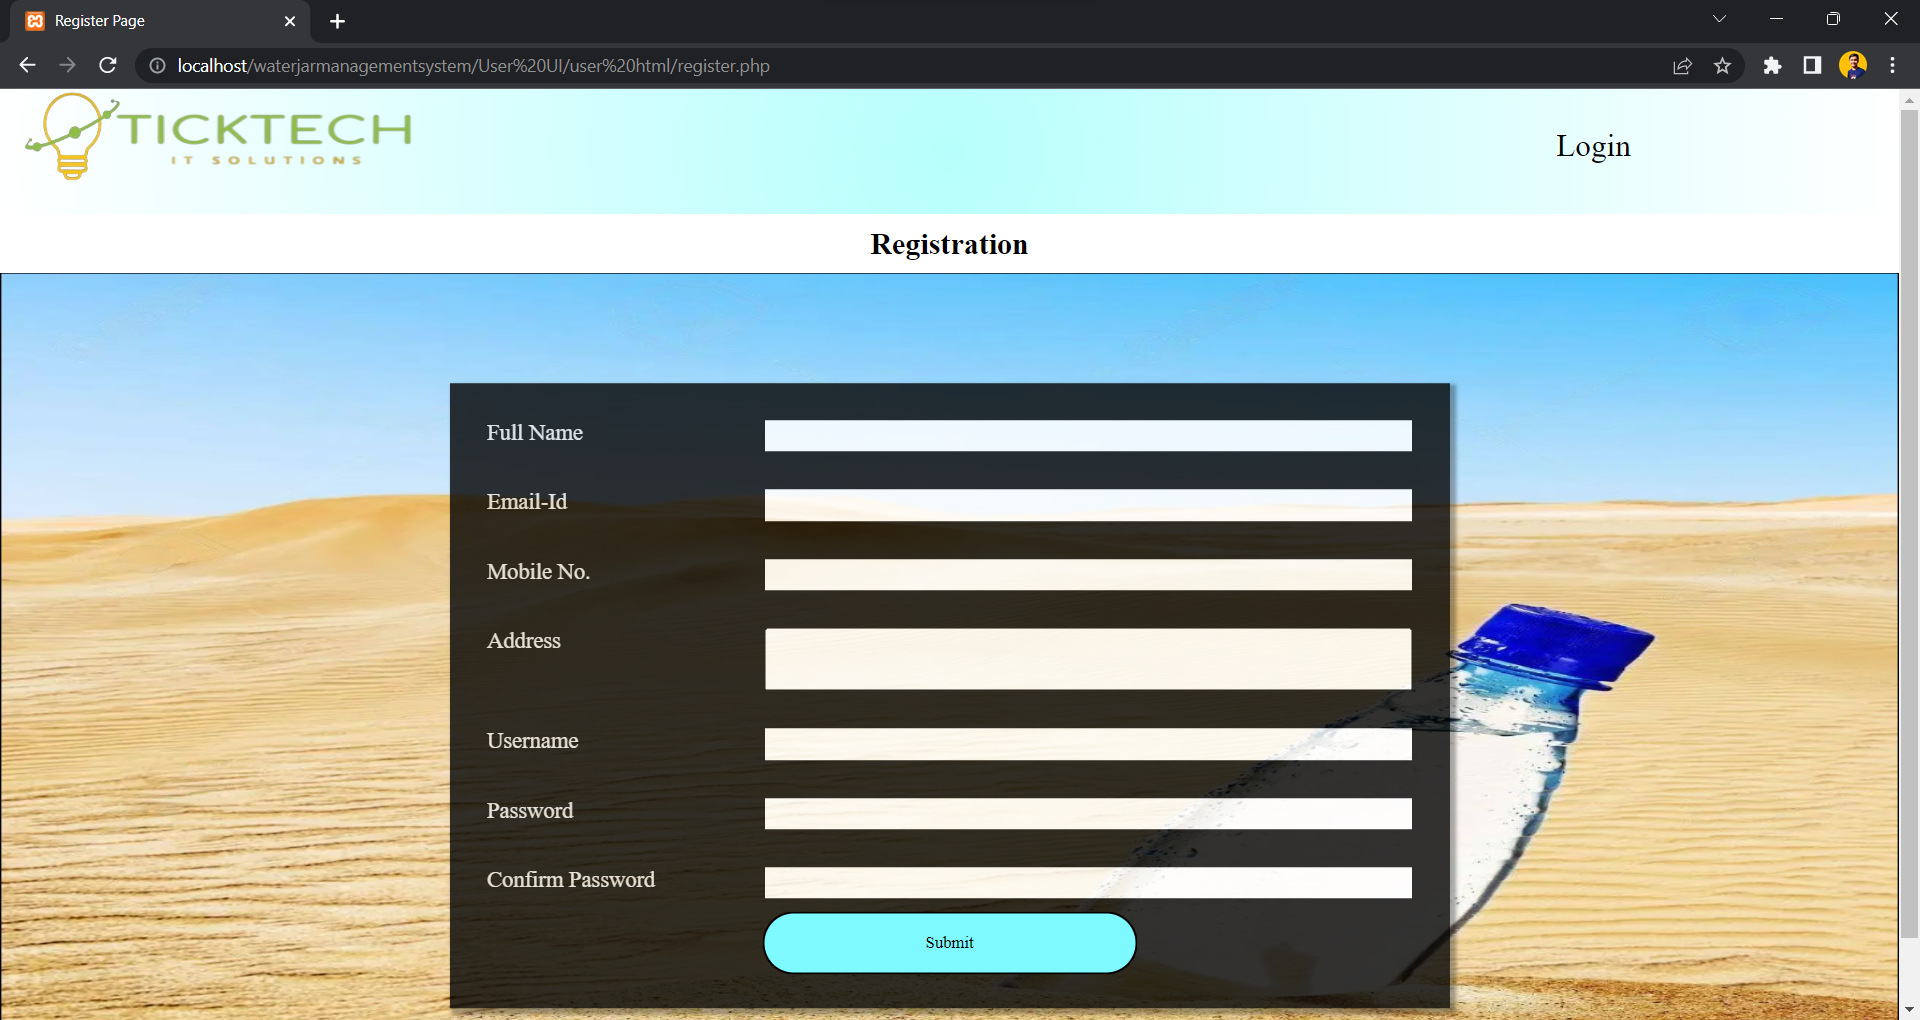 Register Page
localhost/waterjarmanagementsystem/User%20UI/user%20html/register.php
TICKTECH
IT SOLUTIONS
Login
Registration
Full Name
Email-Id
Mobile No.
Address
Username
Password
Confirm Password
Submit